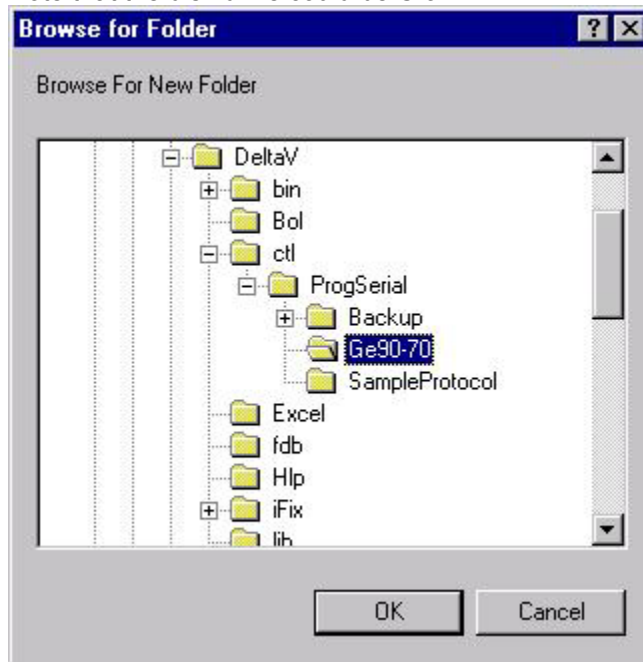 Browse for Folder
Browse For New Folder
DeltaV
bin
Bol
ctl
ProgSerial
Backup
Ge90-70
SampleProtocol
Excel
fdb
Hlp
iFix
lib
OK Cancel